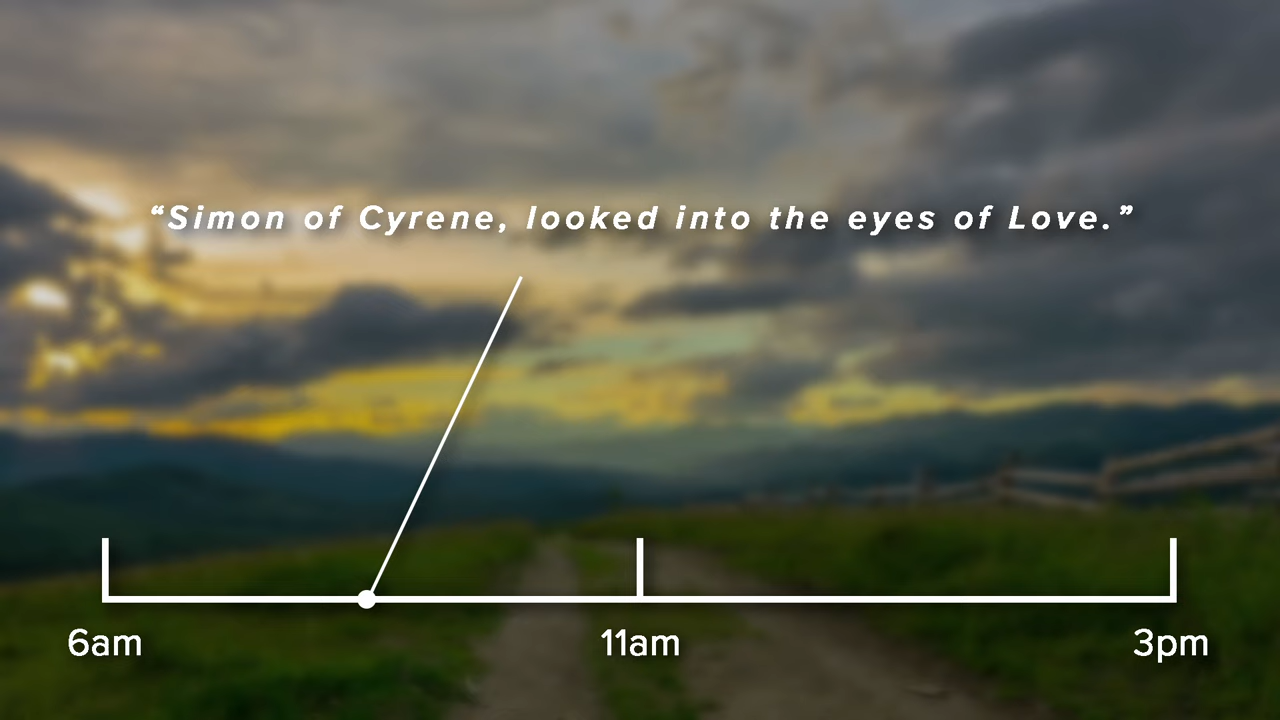 “Simon of Cyrene, looked into the eyes of Love.”
6am 11am 3pm